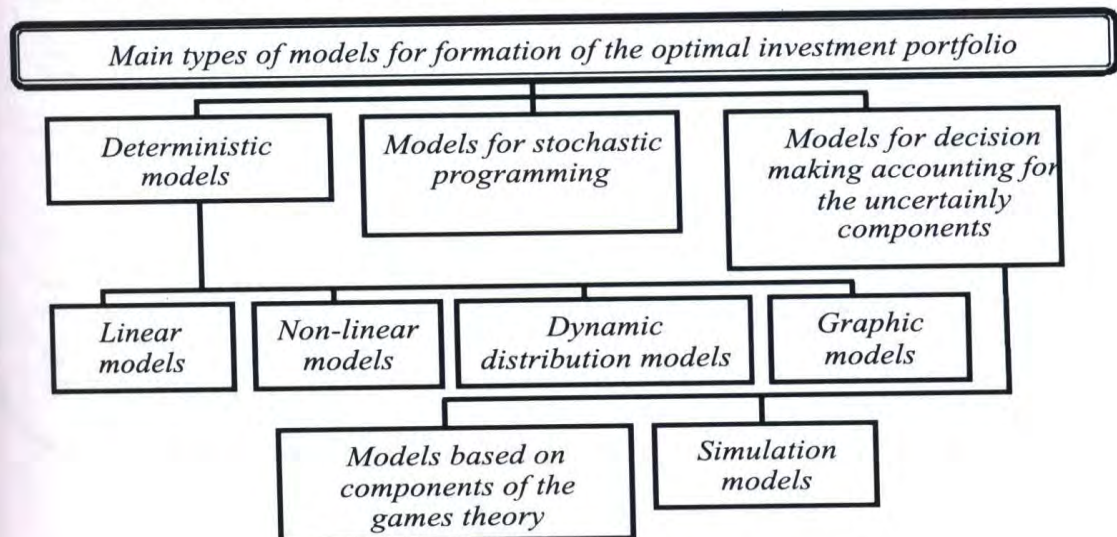 Main types of models for formation of the optimal investment portfolio
Deterministic
models
Models for stochastic
programming
Models for decision
making accounting for
the uncertainly
components
Linear
models
Non-linear
models
Dynamic
distribution models
Graphic
models
Models based on
components of the
games theory
Simulation
models